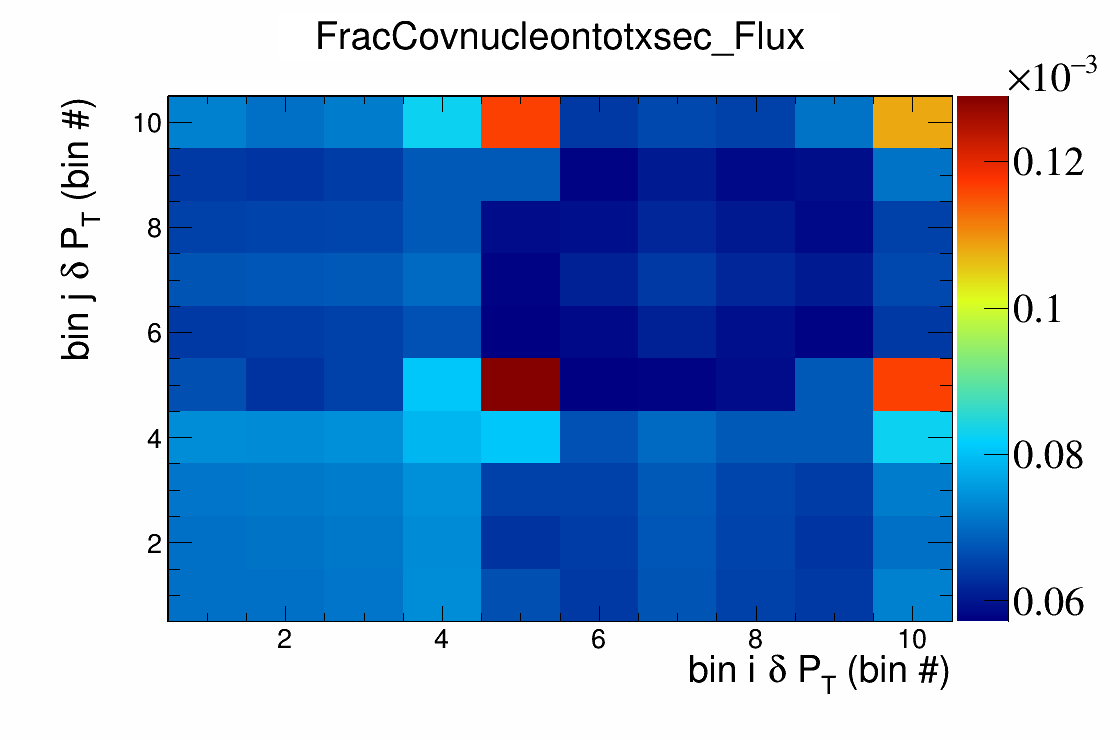 FracCovnucleontotxsec_Flux
×10⁻³
bin j δ P_T (bin #)
10
8
6
4
2
0.12
0.1
0.08
0.06
2 4 6 8 10
bin i δ P_T (bin #)